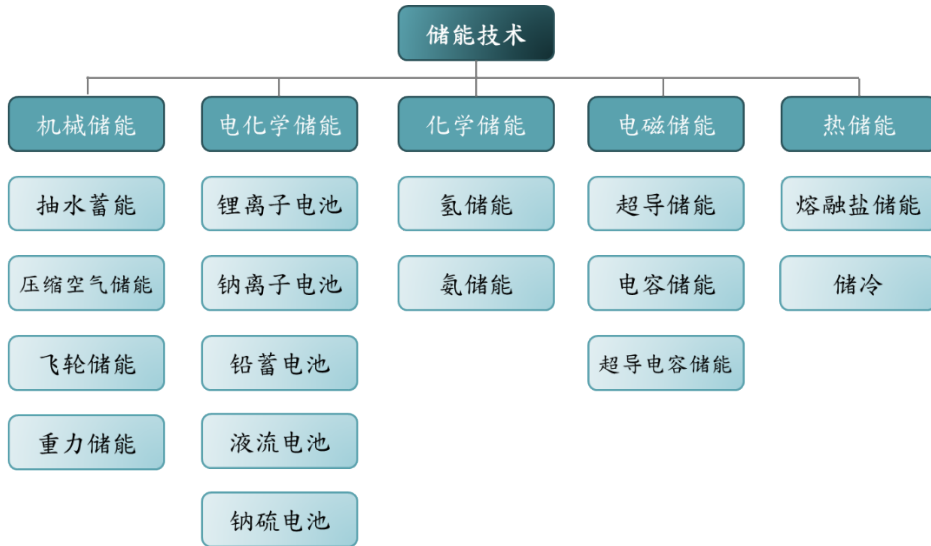 储能技术
机械储能
电化学储能
化学储能
电磁储能
热储能
抽水蓄能
锂离子电池
氢储能
超导储能
熔融盐储能
压缩空气储能
钠离子电池
氨储能
电容储能
储冷
飞轮储能
铅蓄电池
超导电容储能
重力储能
液流电池
钠硫电池